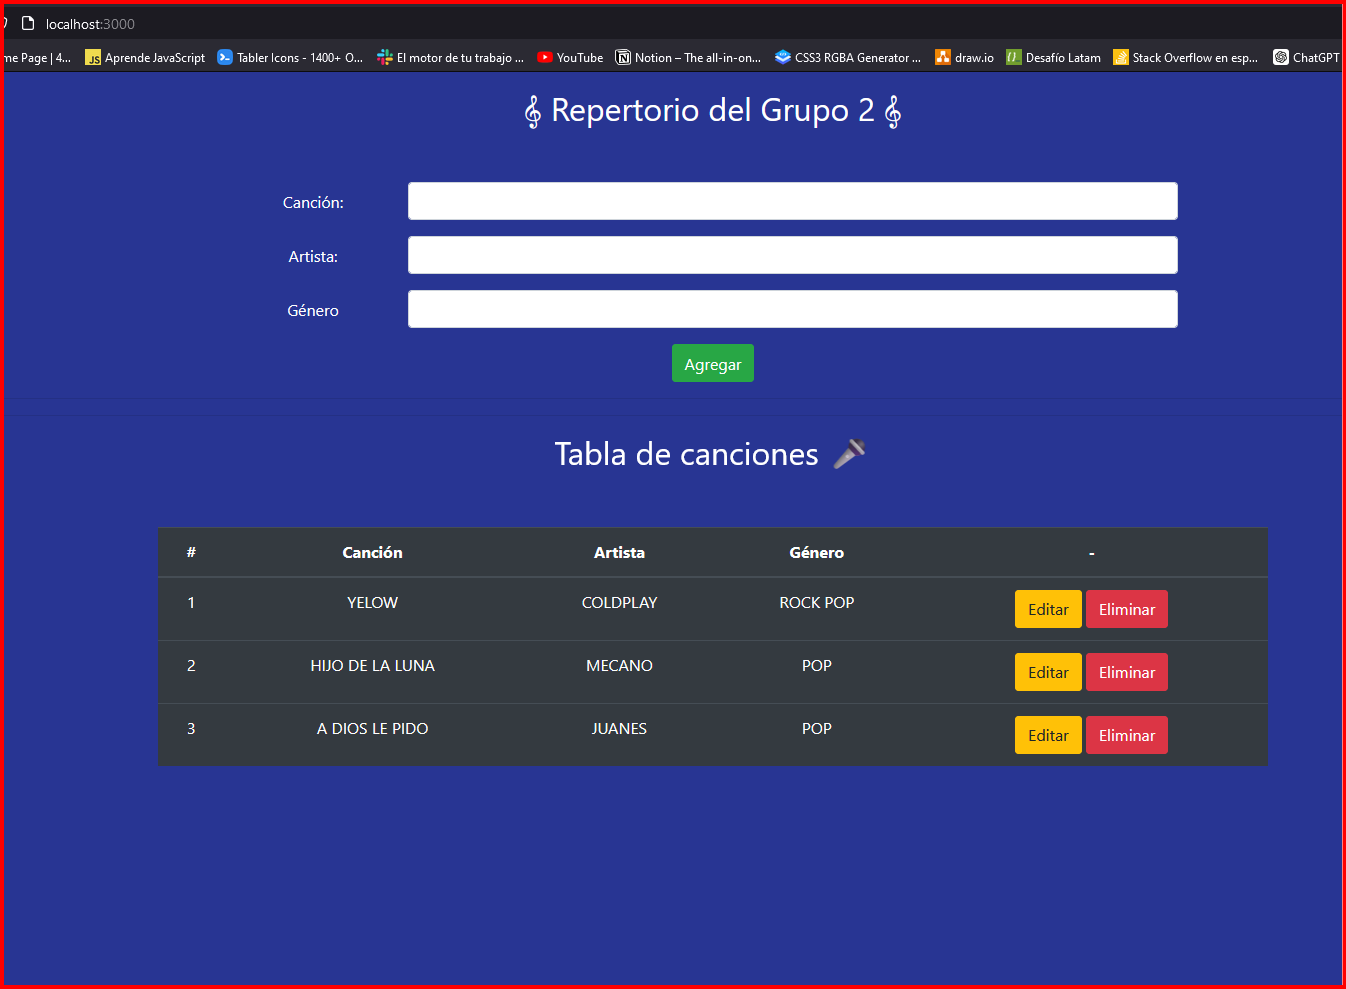 localhost:3000
me Page | 4... Aprende JavaScript Tabler Icons - 1400+ O... El motor de tu trabajo ... YouTube Notion – The all-in-on... CSS3 RGBA Generator ... draw.io Desafío Latam Stack Overflow en esp... ChatGPT
𝄞 Repertorio del Grupo 2 𝄞
Canción:
Artista:
Género
Agregar
Tabla de canciones 🎤
# Canción Artista Género -
1 YELOW COLDPLAY ROCK POP Editar Eliminar
2 HIJO DE LA LUNA MECANO POP Editar Eliminar
3 A DIOS LE PIDO JUANES POP Editar Eliminar